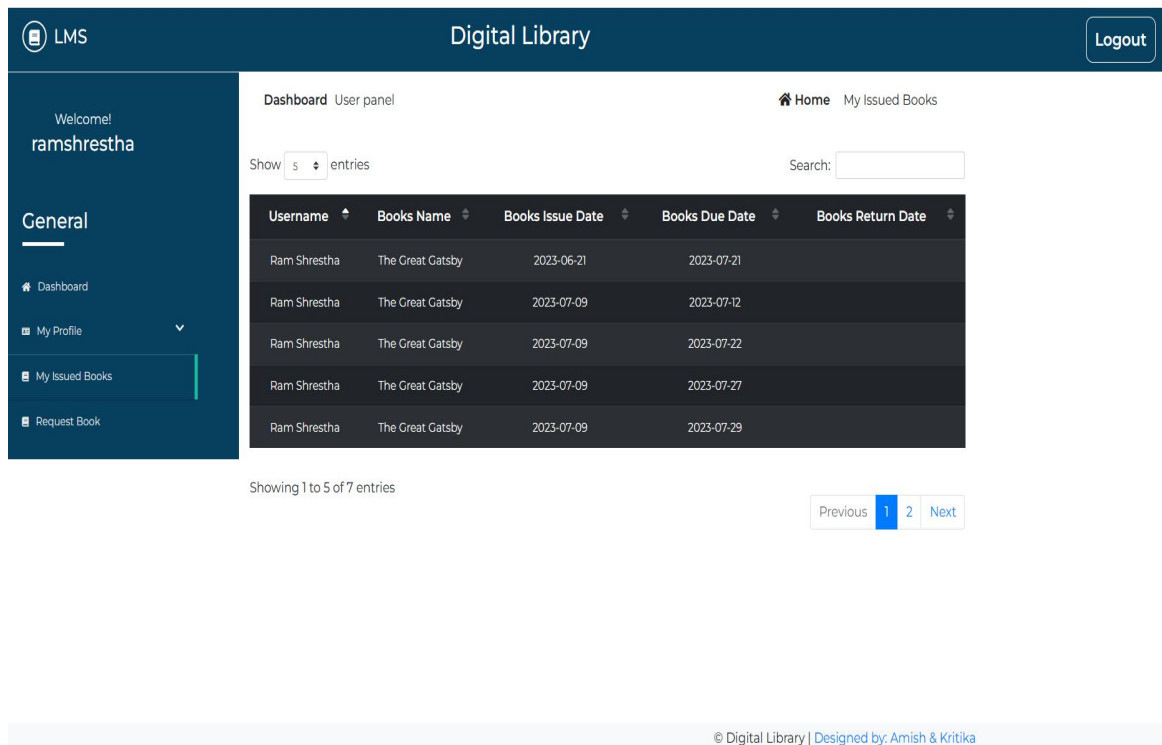 LMS Digital Library Logout
Dashboard User panel Home My Issued Books
Welcome!
ramshrestha
Show 5 entries Search:
General
Username Books Name Books Issue Date Books Due Date Books Return Date
Ram Shrestha The Great Gatsby 2023-06-21 2023-07-21
Dashboard
Ram Shrestha The Great Gatsby 2023-07-09 2023-07-12
My Profile
Ram Shrestha The Great Gatsby 2023-07-09 2023-07-22
My Issued Books
Ram Shrestha The Great Gatsby 2023-07-09 2023-07-27
Request Book
Ram Shrestha The Great Gatsby 2023-07-09 2023-07-29
Showing 1 to 5 of 7 entries
Previous 1 2 Next
© Digital Library | Designed by: Amish & Kritika